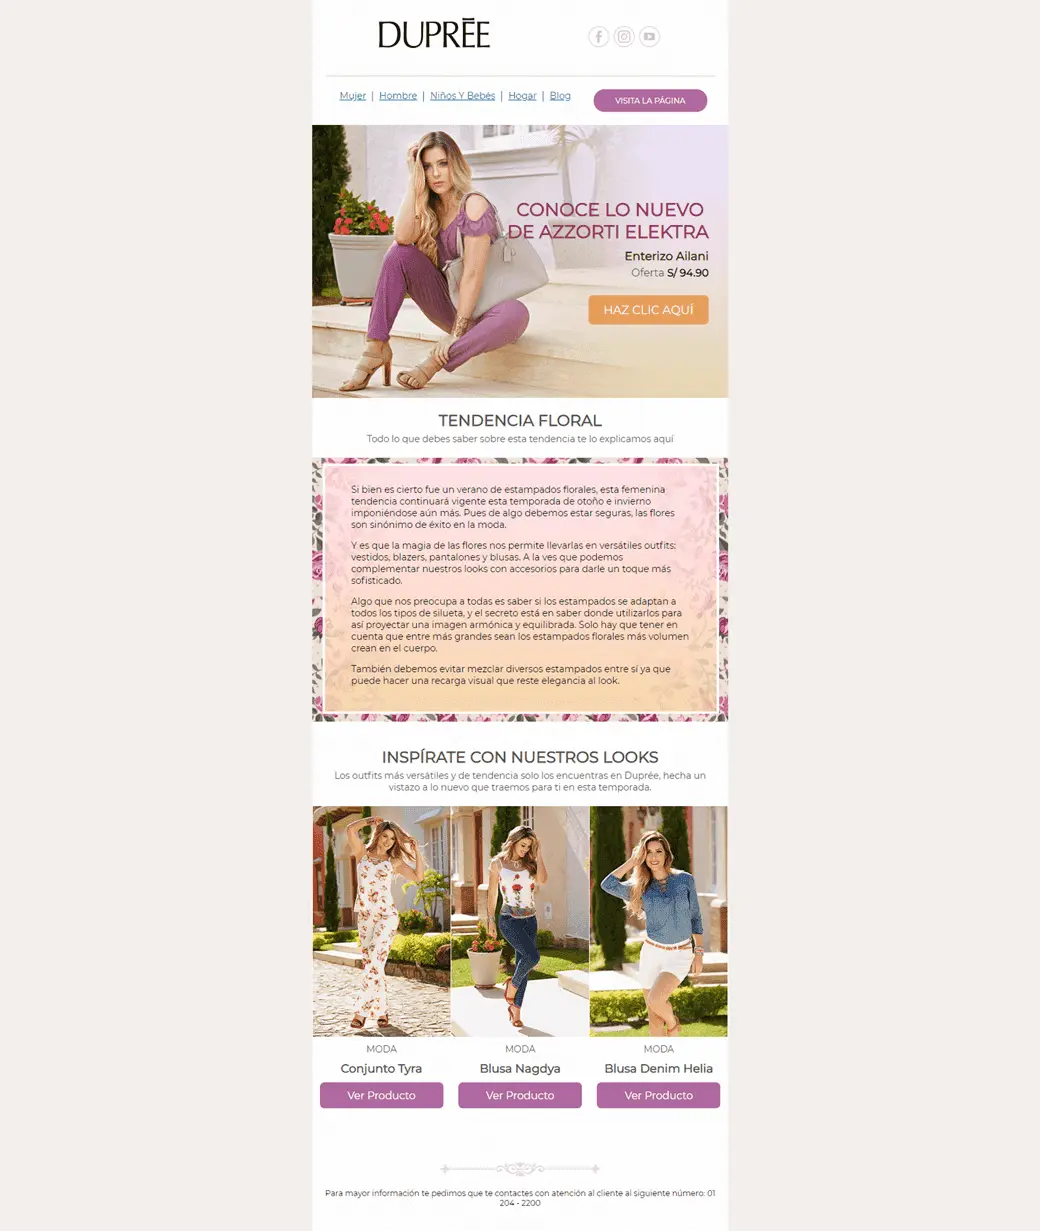 DUPRĒE
Mujer | Hombre | Niños Y Bebés | Hogar | Blog
VISITA LA PÁGINA
CONOCE LO NUEVO
DE AZZORTI ELEKTRA
Enterizo Ailani
Oferta S/ 94.90
HAZ CLIC AQUÍ
TENDENCIA FLORAL
Todo lo que debes saber sobre esta tendencia te lo explicamos aquí
Si bien es cierto fue un verano de estampados florales, esta femenina
tendencia continuará vigente esta temporada de otoño e invierno
imponiéndose aún más. Pues de algo debemos estar seguras, las flores
son sinónimo de éxito en la moda.
Y es que la magia de las flores nos permite llevarlas en versátiles outfits:
vestidos, blazers, pantalones y blusas. A la ves que podemos
complementar nuestros looks con accesorios para darle un toque más
sofisticado.
Algo que nos preocupa a todas es saber si los estampados se adaptan a
todos los tipos de silueta, y el secreto está en saber donde utilizarlos para
así proyectar una imagen armónica y equilibrada. Solo hay que tener en
cuenta que entre más grandes sean los estampados florales más volumen
crean en el cuerpo.
También debemos evitar mezclar diversos estampados entre sí ya que
puede hacer una recarga visual que reste elegancia al look.
INSPÍRATE CON NUESTROS LOOKS
Los outfits más versátiles y de tendencia solo los encuentras en Duprée, hecha un
vistazo a lo nuevo que traemos para ti en esta temporada.
MODA
Conjunto Tyra
Ver Producto
MODA
Blusa Nagdya
Ver Producto
MODA
Blusa Denim Helia
Ver Producto
Para mayor información te pedimos que te contactes con atención al cliente al siguiente número: 01
204 - 2200